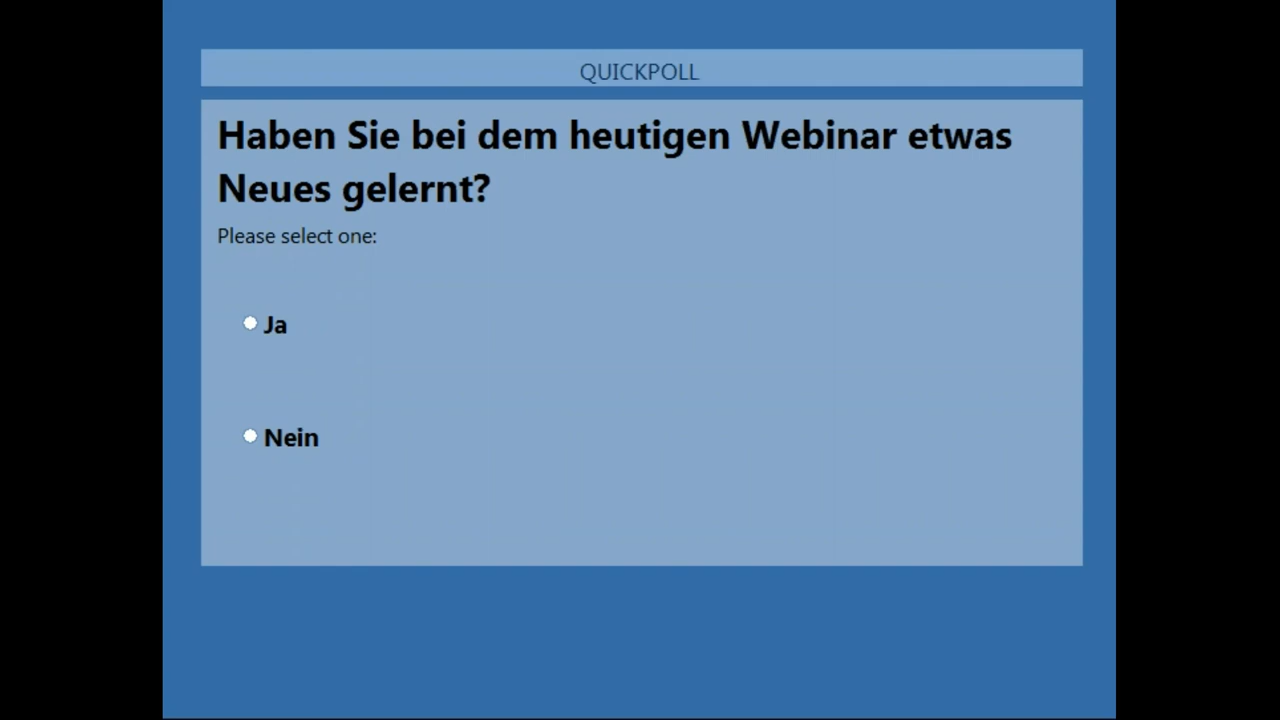 QUICKPOLL
Haben Sie bei dem heutigen Webinar etwas
Neues gelernt?
Please select one:
Ja
Nein